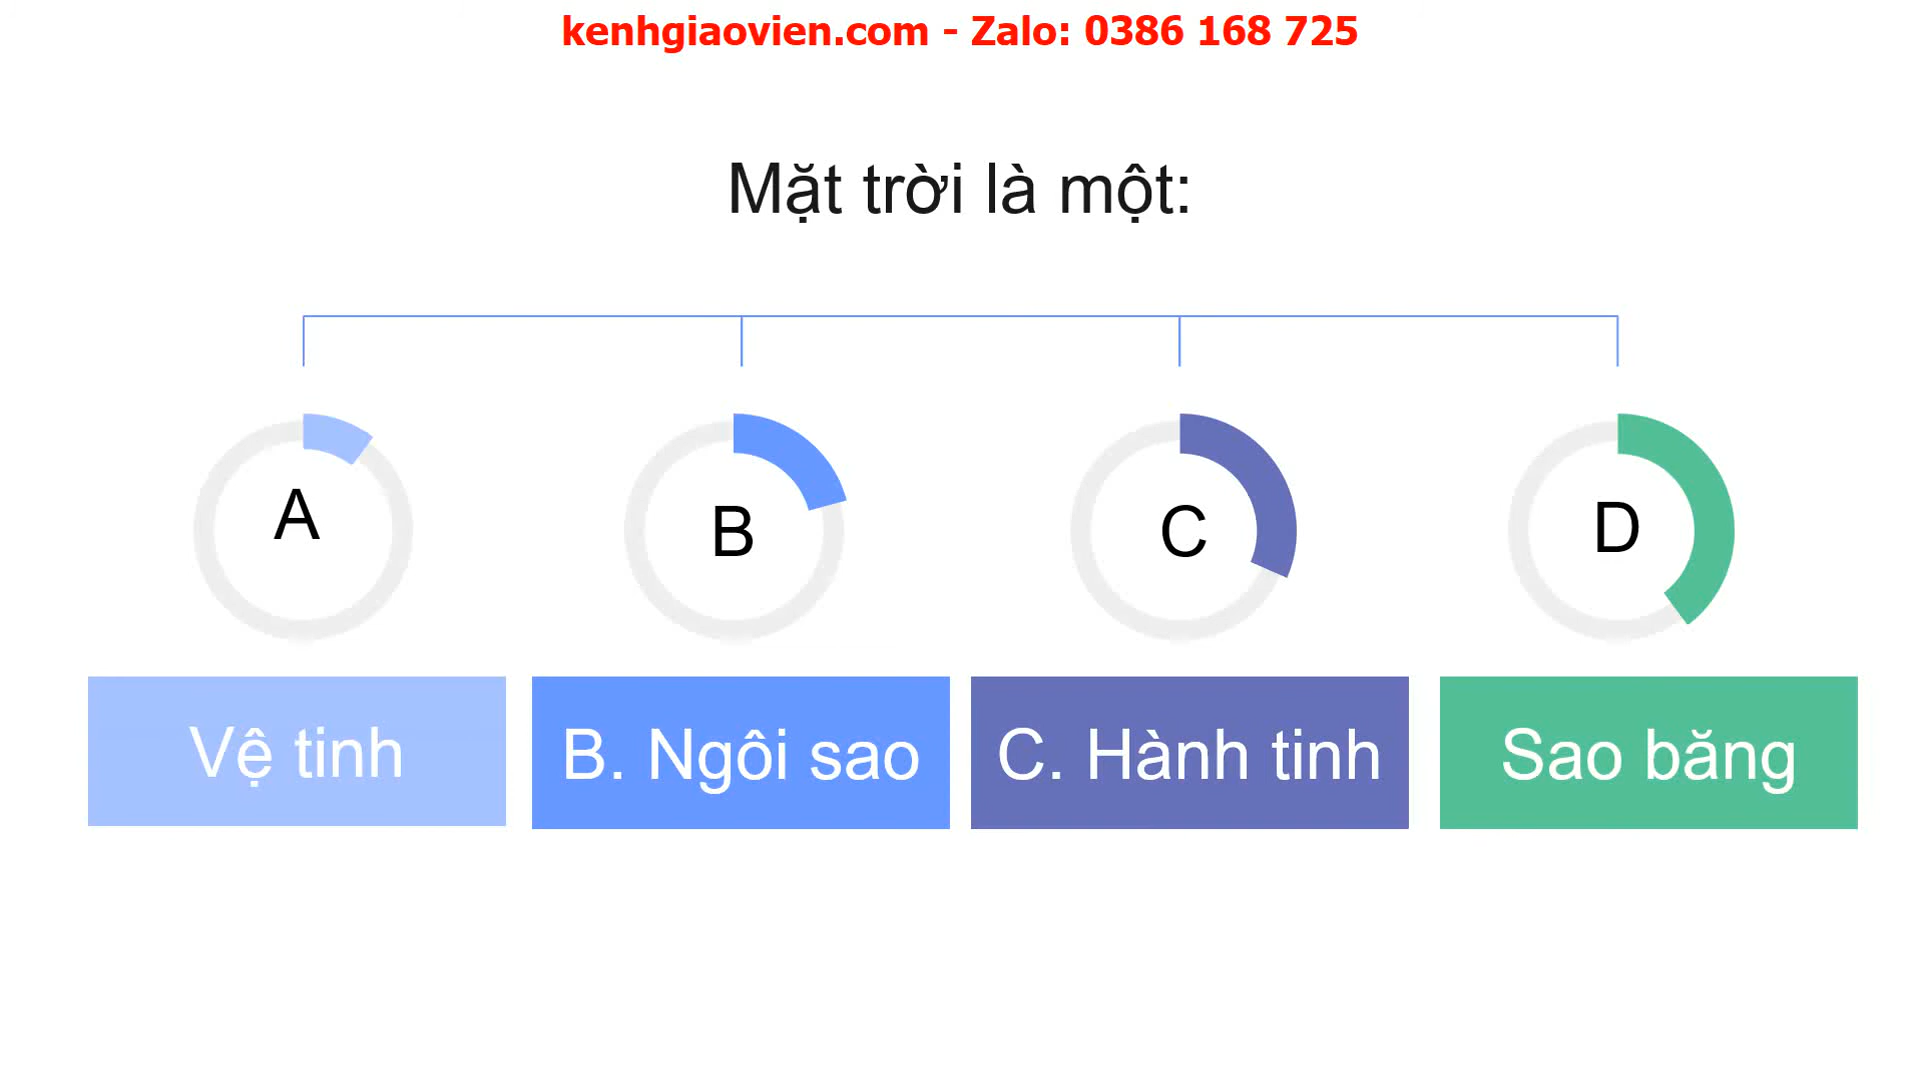 kenhgiaovien.com - Zalo: 0386 168 725
Mặt trời là một:
A
B
C
D
Vệ tinh
B. Ngôi sao
C. Hành tinh
Sao băng